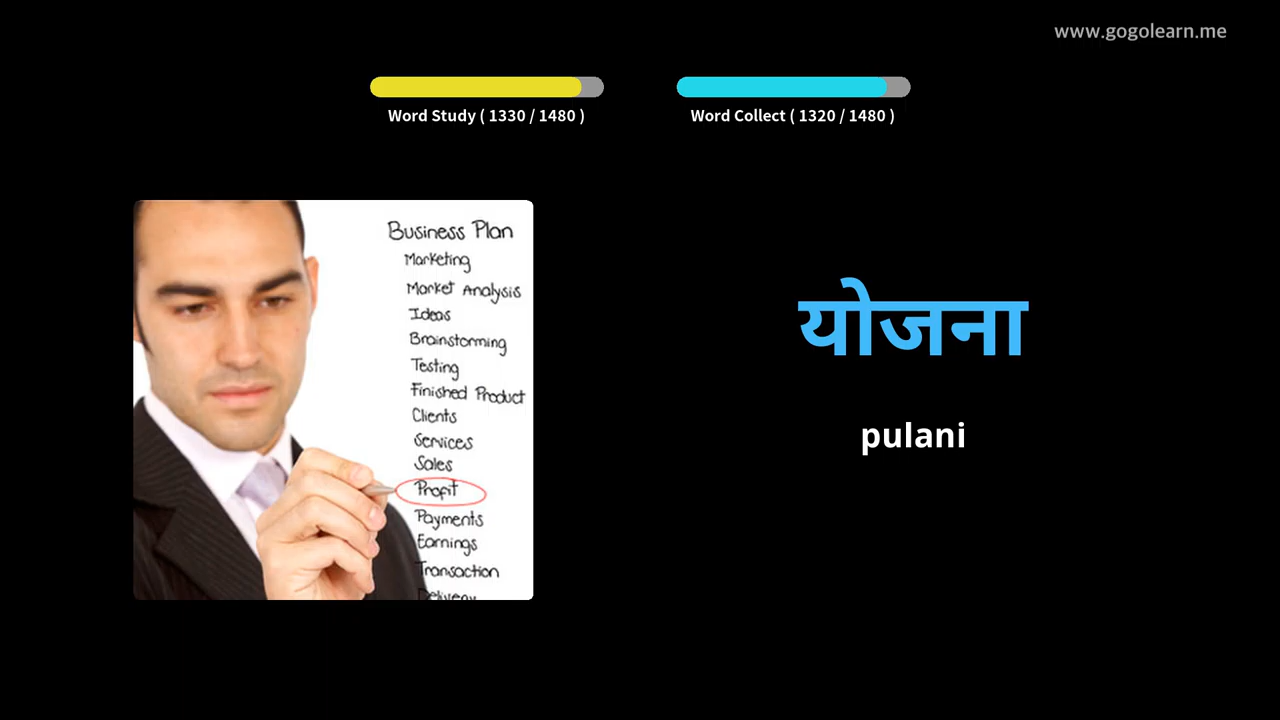 www.gogolearn.me
Word Study ( 1330 / 1480 )
Word Collect ( 1320 / 1480 )
Business Plan
Marketing
Market Analysis
Ideas
Brainstorming
Testing
Finished Product
Clients
Services
Sales
Profit
Payments
Earnings
Transaction
Delivery
योजना
pulani